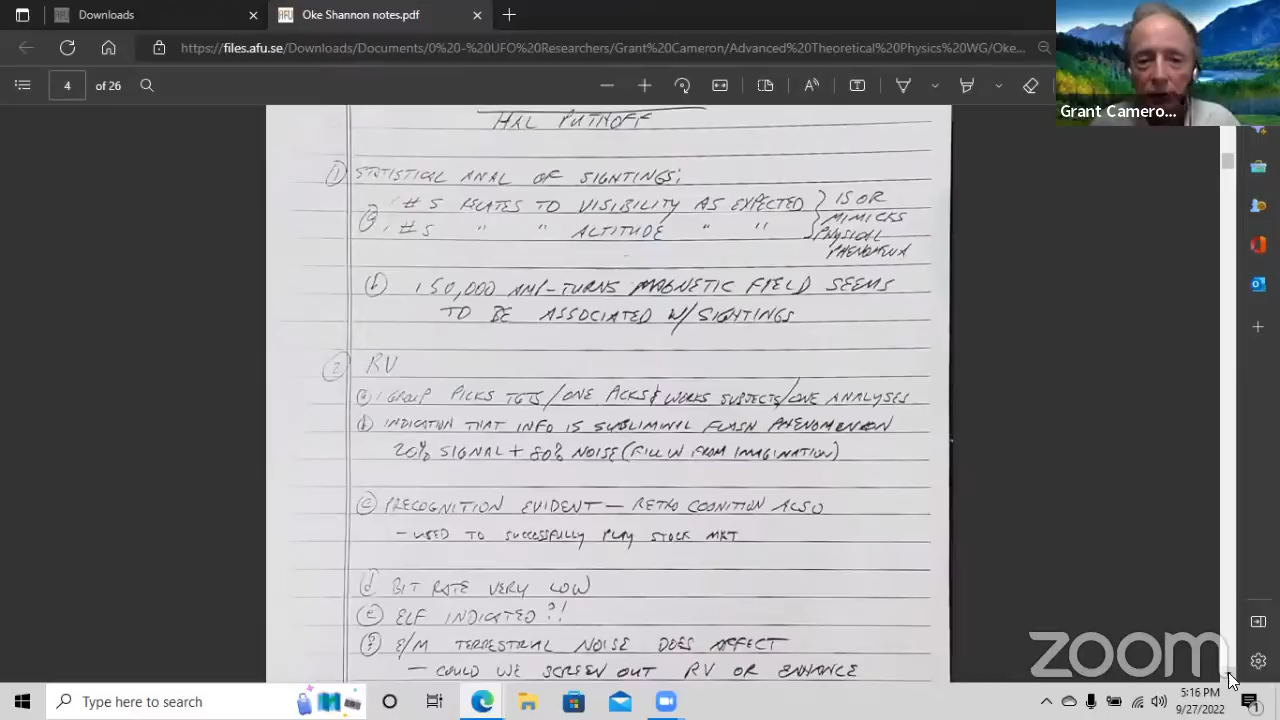 Downloads
Oke Shannon notes.pdf
https://files.afu.se/Downloads/Documents/0%20-%20UFO%20Researchers/Grant%20Cameron/Advanced%20Theoretical%20Physics%20WG/Oke...
4 of 26
Grant Camero...
HAL PUTHOFF
① STATISTICAL ANAL OF SIGHTINGS:
ⓐ #S RELATES TO VISIBILITY AS EXPECTED } IS OR
#S " " ALTITUDE " " MIMICKS
PHYSICAL
PHENOMENA
ⓑ 150,000 AMP-TURNS MAGNETIC FIELD SEEMS
TO BE ASSOCIATED W/ SIGHTINGS
② RV
ⓐ 1 GROUP PICKS TGTS/ONE PICKS & WORKS SUBJECTS/ONE ANALYSES
ⓑ INDICATION THAT INFO IS SUBLIMINAL FLASH PHENOMENON
20% SIGNAL + 80% NOISE (FILL IN FROM IMAGINATION)
ⓒ PRECOGNITION EVIDENT — RETRO COGNITION ALSO
- USED TO SUCCESSFULLY PLAY STOCK MKT
ⓓ BIT RATE VERY LOW
ⓔ ELF INDICATED?!
ⓕ E/M TERRESTRIAL NOISE DOES AFFECT
- COULD WE SCREEN OUT RV OR ENHANCE
zoom
Type here to search
5:16 PM
9/27/2022